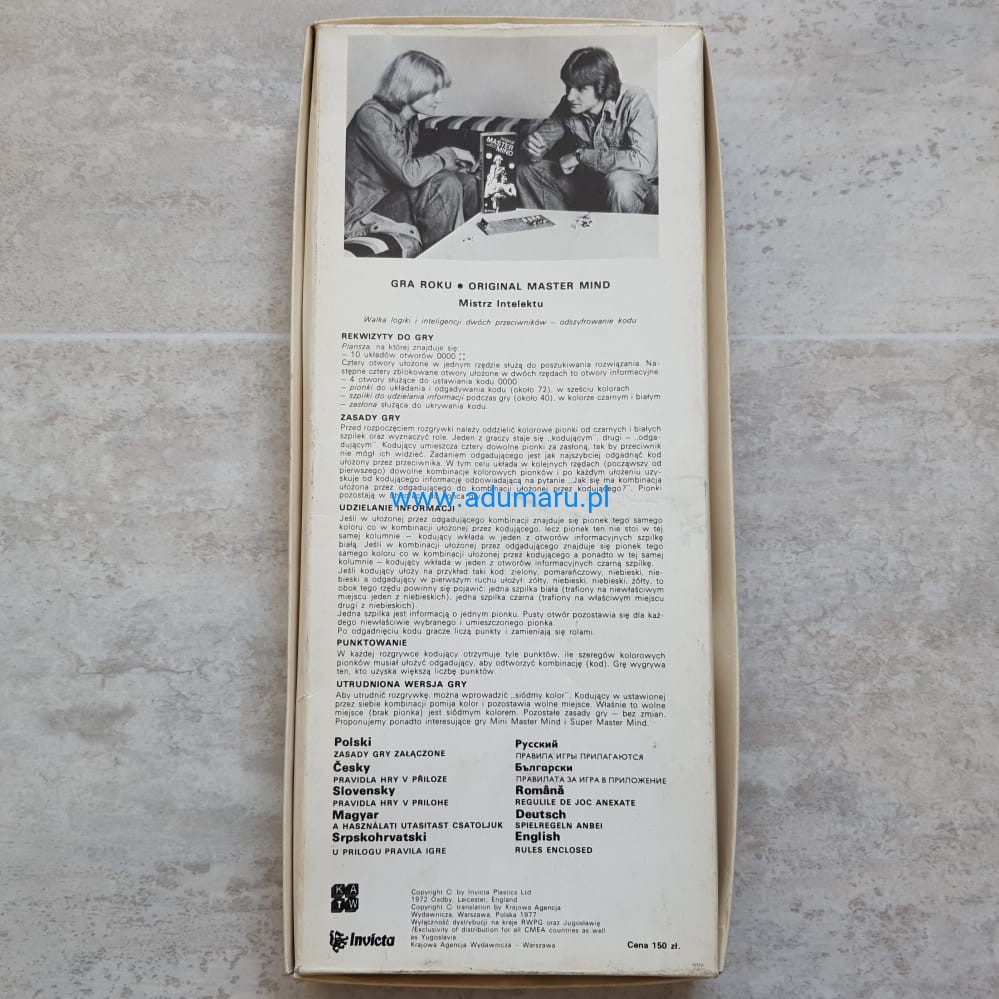 original
MASTER
MIND
GRA ROKU ● ORIGINAL MASTER MIND
Mistrz Intelektu
Walka logiki i inteligencji dwóch przeciwników – odszyfrowanie kodu
REKWIZYTY DO GRY
Plansza, na której znajduje się:
– 10 układów otworów 0000 ::
Cztery otwory ułożone w jednym rzędzie służą do poszukiwania rozwiązania. Na-
stępne cztery zblokowane otwory ułożone w dwóch rzędach to otwory informacyjne.
– 4 otwory służące do ustawiania kodu 0000
– pionki do układania i odgadywania kodu (około 72), w sześciu kolorach
– szpilki do udzielania informacji podczas gry (około 40), w kolorze czarnym i białym
– zasłona służąca do ukrywania kodu.
ZASADY GRY
Przed rozpoczęciem rozgrywki należy oddzielić kolorowe pionki od czarnych i białych
szpilek oraz wyznaczyć role. Jeden z graczy staje się „kodującym”, drugi – „odga-
dującym”. Kodujący umieszcza cztery dowolne pionki za zasłoną, tak by przeciwnik
nie mógł ich widzieć. Zadaniem odgadującego jest jak najszybciej odgadnąć kod
ułożony przez przeciwnika. W tym celu układa w kolejnych rzędach (począwszy od
pierwszego) dowolne kombinacje kolorowych pionków i po każdym ułożeniu uzy-
skuje od kodującego informację odpowiadającą na pytanie „Jak się ma kombinacja
ułożona przez odgadującego do kombinacji ułożonej przez kodującego?”. Pionki
pozostają w
www.adumaru.pl
UDZIELANIE INFORMACJI
Jeśli w ułożonej przez odgadującego kombinacji znajduje się pionek tego samego
koloru co w kombinacji ułożonej przez kodującego, lecz pionek ten nie stoi w tej
samej kolumnie – kodujący wkłada w jeden z otworów informacyjnych szpilkę
białą. Jeśli w kombinacji ułożonej przez odgadującego znajduje się pionek tego
samego koloru co w kombinacji ułożonej przez kodującego a ponadto w tej samej
kolumnie – kodujący wkłada w jeden z otworów informacyjnych czarną szpilkę.
Jeśli kodujący ułoży na przykład taki kod: zielony, pomarańczowy, niebieski, nie-
bieski a odgadujący w pierwszym ruchu ułożył: żółty, niebieski, niebieski, żółty, to
obok tego rzędu powinny się pojawić: jedna szpilka biała (trafiony na niewłaściwym
miejscu jeden z niebieskich), jedna szpilka czarna (trafiony na właściwym miejscu
drugi z niebieskich).
Jedna szpilka jest informacją o jednym pionku. Pusty otwór pozostawia się dla każ-
dego niewłaściwie wybranego i umieszczonego pionka.
Po odgadnięciu kodu gracze liczą punkty i zamieniają się rolami.
PUNKTOWANIE
W każdej rozgrywce kodujący otrzymuje tyle punktów, ile szeregów kolorowych
pionków musiał ułożyć odgadujący, aby odtworzyć kombinację (kod). Grę wygrywa
ten, kto uzyska większą liczbę punktów.
UTRUDNIONA WERSJA GRY
Aby utrudnić rozgrywkę, można wprowadzić „siódmy kolor”. Kodujący w ustawionej
przez siebie kombinacji pomija kolor i pozostawia wolne miejsce. Właśnie to wolne
miejsce (brak pionka) jest siódmym kolorem. Pozostałe zasady gry – bez zmian.
Proponujemy ponadto interesujące gry Mini Master Mind i Super Master Mind.
Polski
ZASADY GRY ZAŁĄCZONE
Česky
PRAVIDLA HRY V PŘILOZE
Slovensky
PRAVIDLA HRY V PRILOHE
Magyar
A HASZNÁLATI UTASITAST CSATOLJUK
Srpskohrvatski
U PRILOGU PRAVILA IGRE
Русский
ПРАВИЛА ИГРЫ ПРИЛАГАЮТСЯ
Български
ПРАВИЛАТА ЗА ИГРА В ПРИЛОЖЕНИЕ
Română
REGULILE DE JOC ANEXATE
Deutsch
SPIELREGELN ANBEI
English
RULES ENCLOSED
KAW
Invicta
Copyright © by Invicta Plastics Ltd
1972 Oadby, Leicester, England
Copyright © translation by Krajowa Agencja
Wydawnicza, Warszawa, Polska 1977
Wyłączność dystrybucji na kraje RWPG oraz Jugosławię
/Exclusivity of distribution for all CMEA countries as well
as Yugoslavia
Krajowa Agencja Wydawnicza – Warszawa
Cena 150 zł.